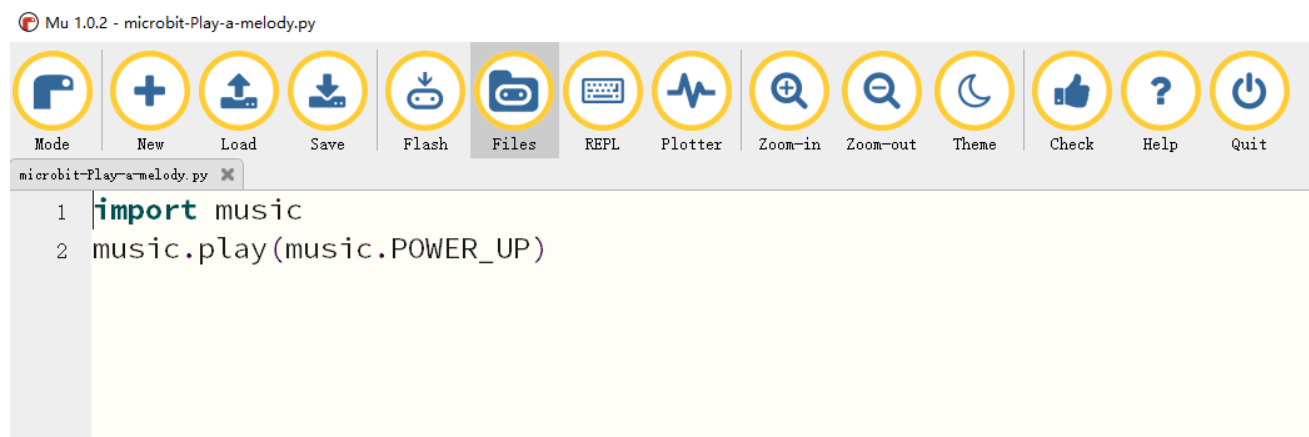 Mu 1.0.2 - microbit-Play-a-melody.py
Mode New Load Save Flash Files REPL Plotter Zoom-in Zoom-out Theme Check Help Quit
microbit-Play-a-melody.py
1 import music
2 music.play(music.POWER_UP)